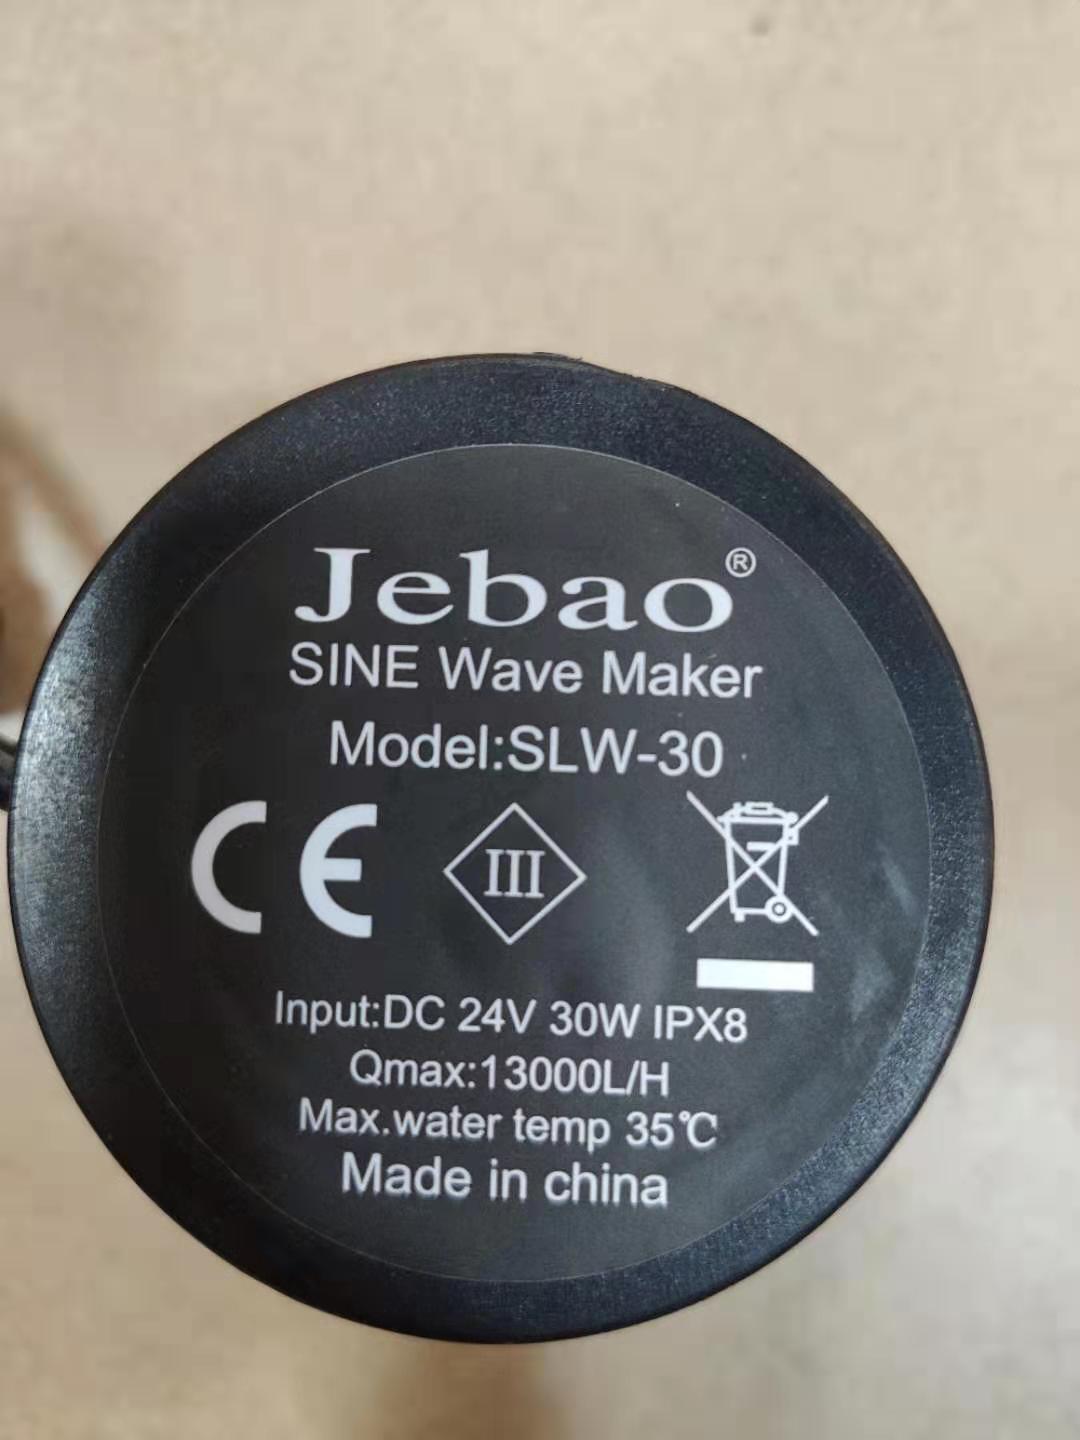 Jebao®
SINE Wave Maker
Model:SLW-30
CE
III
Input:DC 24V 30W IPX8
Qmax:13000L/H
Max.water temp 35℃
Made in china